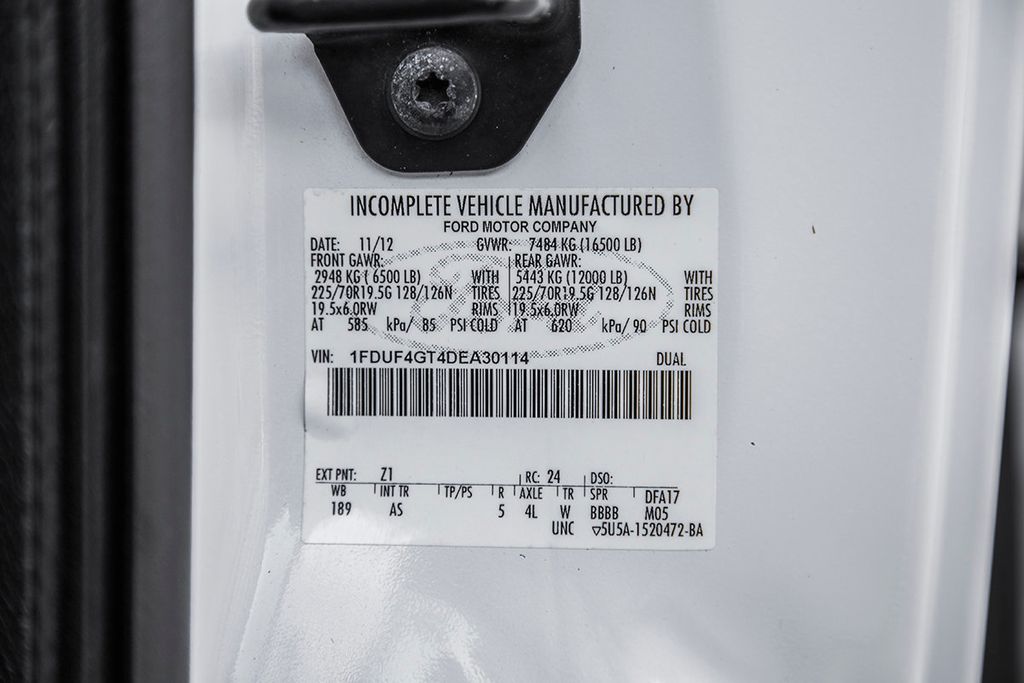 INCOMPLETE VEHICLE MANUFACTURED BY
FORD MOTOR COMPANY
DATE: 11/12 GVWR: 7484 KG (16500 LB)
FRONT GAWR: REAR GAWR:
2948 KG ( 6500 LB) WITH 5443 KG (12000 LB) WITH
225/70R19.5G 128/126N TIRES 225/70R19.5G 128/126N TIRES
19.5x6.0RW RIMS 19.5x6.0RW RIMS
AT 585 kPa/ 85 PSI COLD AT 620 kPa/ 90 PSI COLD
VIN: 1FDUF4GT4DEA30114 DUAL
EXT PNT: Z1 RC: 24 DSO:
WB INT TR TP/PS R AXLE TR SPR DFA17
189 AS 5 4L W BBBB M05
UNC ▽5U5A-1520472-BA